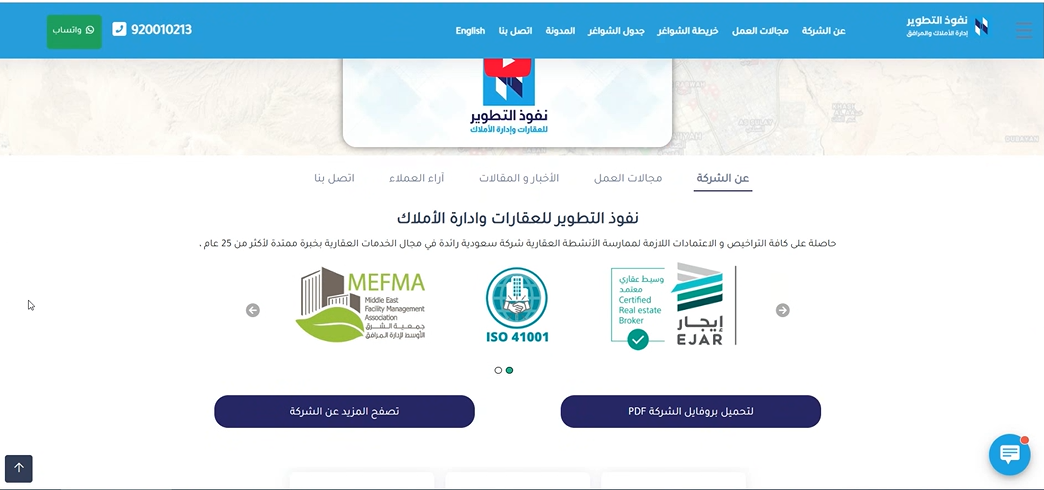 نفوذ التطوير
إدارة الأملاك والمرافق
عن الشركة
مجالات العمل
خريطة الشواغر
جدول الشواغر
المدونة
اتصل بنا
English
920010213
واتساب
نفوذ التطوير
للعقارات وإدارة الأملاك
عن الشركة
مجالات العمل
الأخبار و المقالات
آراء العملاء
اتصل بنا
نفوذ التطوير للعقارات وادارة الأملاك
حاصلة على كافة التراخيص و الاعتمادات اللازمة لممارسة الأنشطة العقارية شركة سعودية رائدة في مجال الخدمات العقارية بخبرة ممتدة لأكثر من 25 عام .
وسيط عقاري
معتمد
Certified
Real estate
Broker
إيجار
EJAR
ISO 41001
MEFMA
Middle East
Facility Management
Association
جمعية الشرق
الأوسط لإدارة المرافق
لتحميل بروفايل الشركة PDF
تصفح المزيد عن الشركة